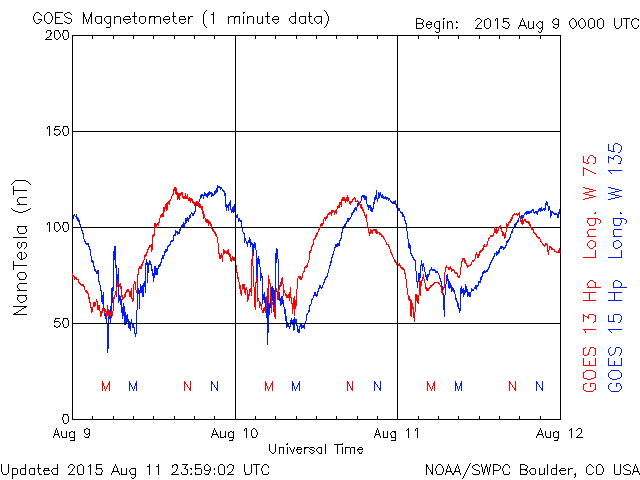 GOES Magnetometer (1 minute data)
Begin: 2015 Aug 9 0000 UTC
200
150
100
50
0
NanoTesla (nT)
M M N N M M N N M M N N
Aug 9 Aug 10 Aug 11 Aug 12
Universal Time
GOES 13 Hp Long. W 75
GOES 15 Hp Long. W 135
Updated 2015 Aug 11 23:59:02 UTC
NOAA/SWPC Boulder, CO USA